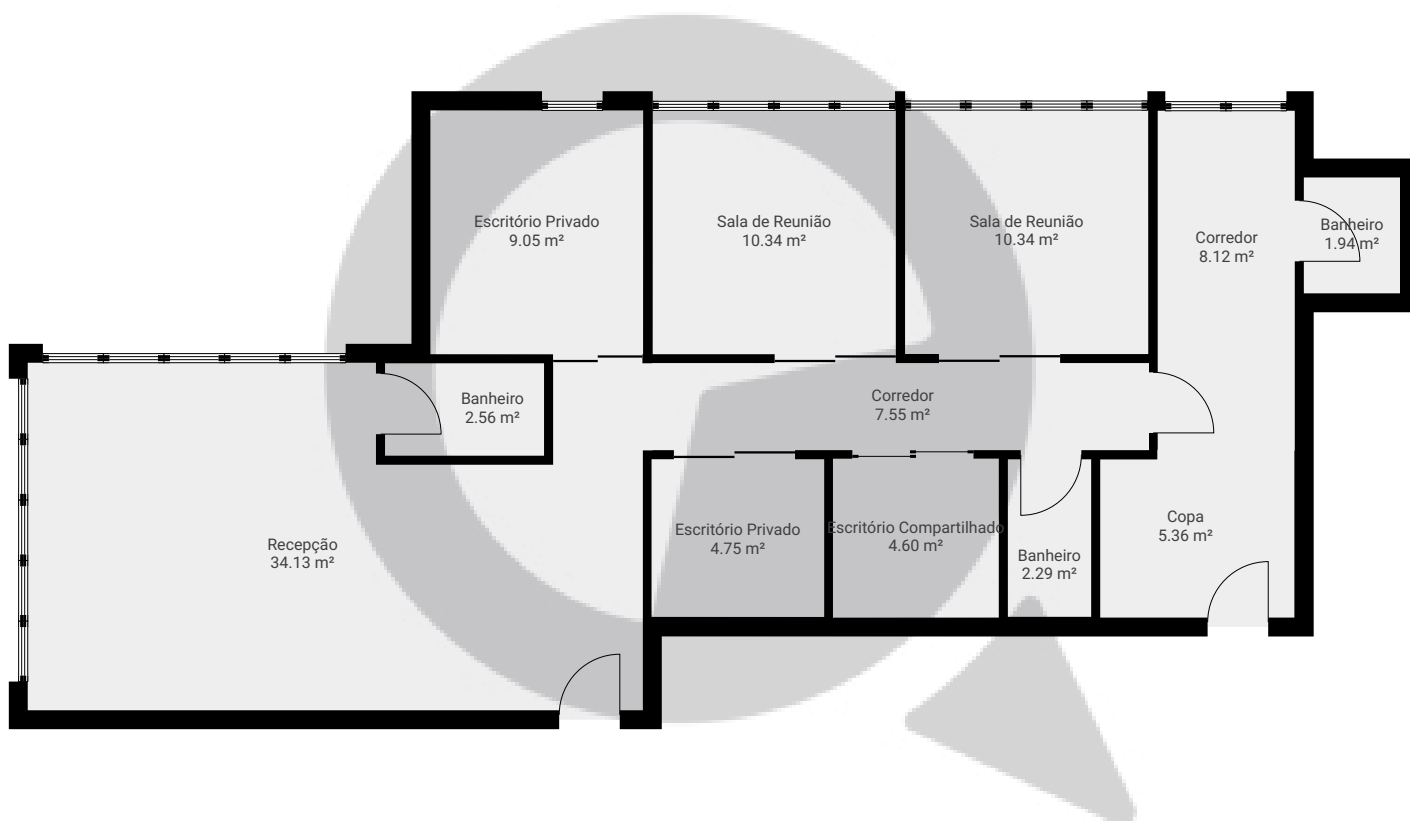 Escritório Privado
9.05 m²
Sala de Reunião
10.34 m²
Sala de Reunião
10.34 m²
Corredor
8.12 m²
Banheiro
1.94 m²
Banheiro
2.56 m²
Corredor
7.55 m²
Recepção
34.13 m²
Escritório Privado
4.75 m²
Escritório Compartilhado
4.60 m²
Banheiro
2.29 m²
Copa
5.36 m²